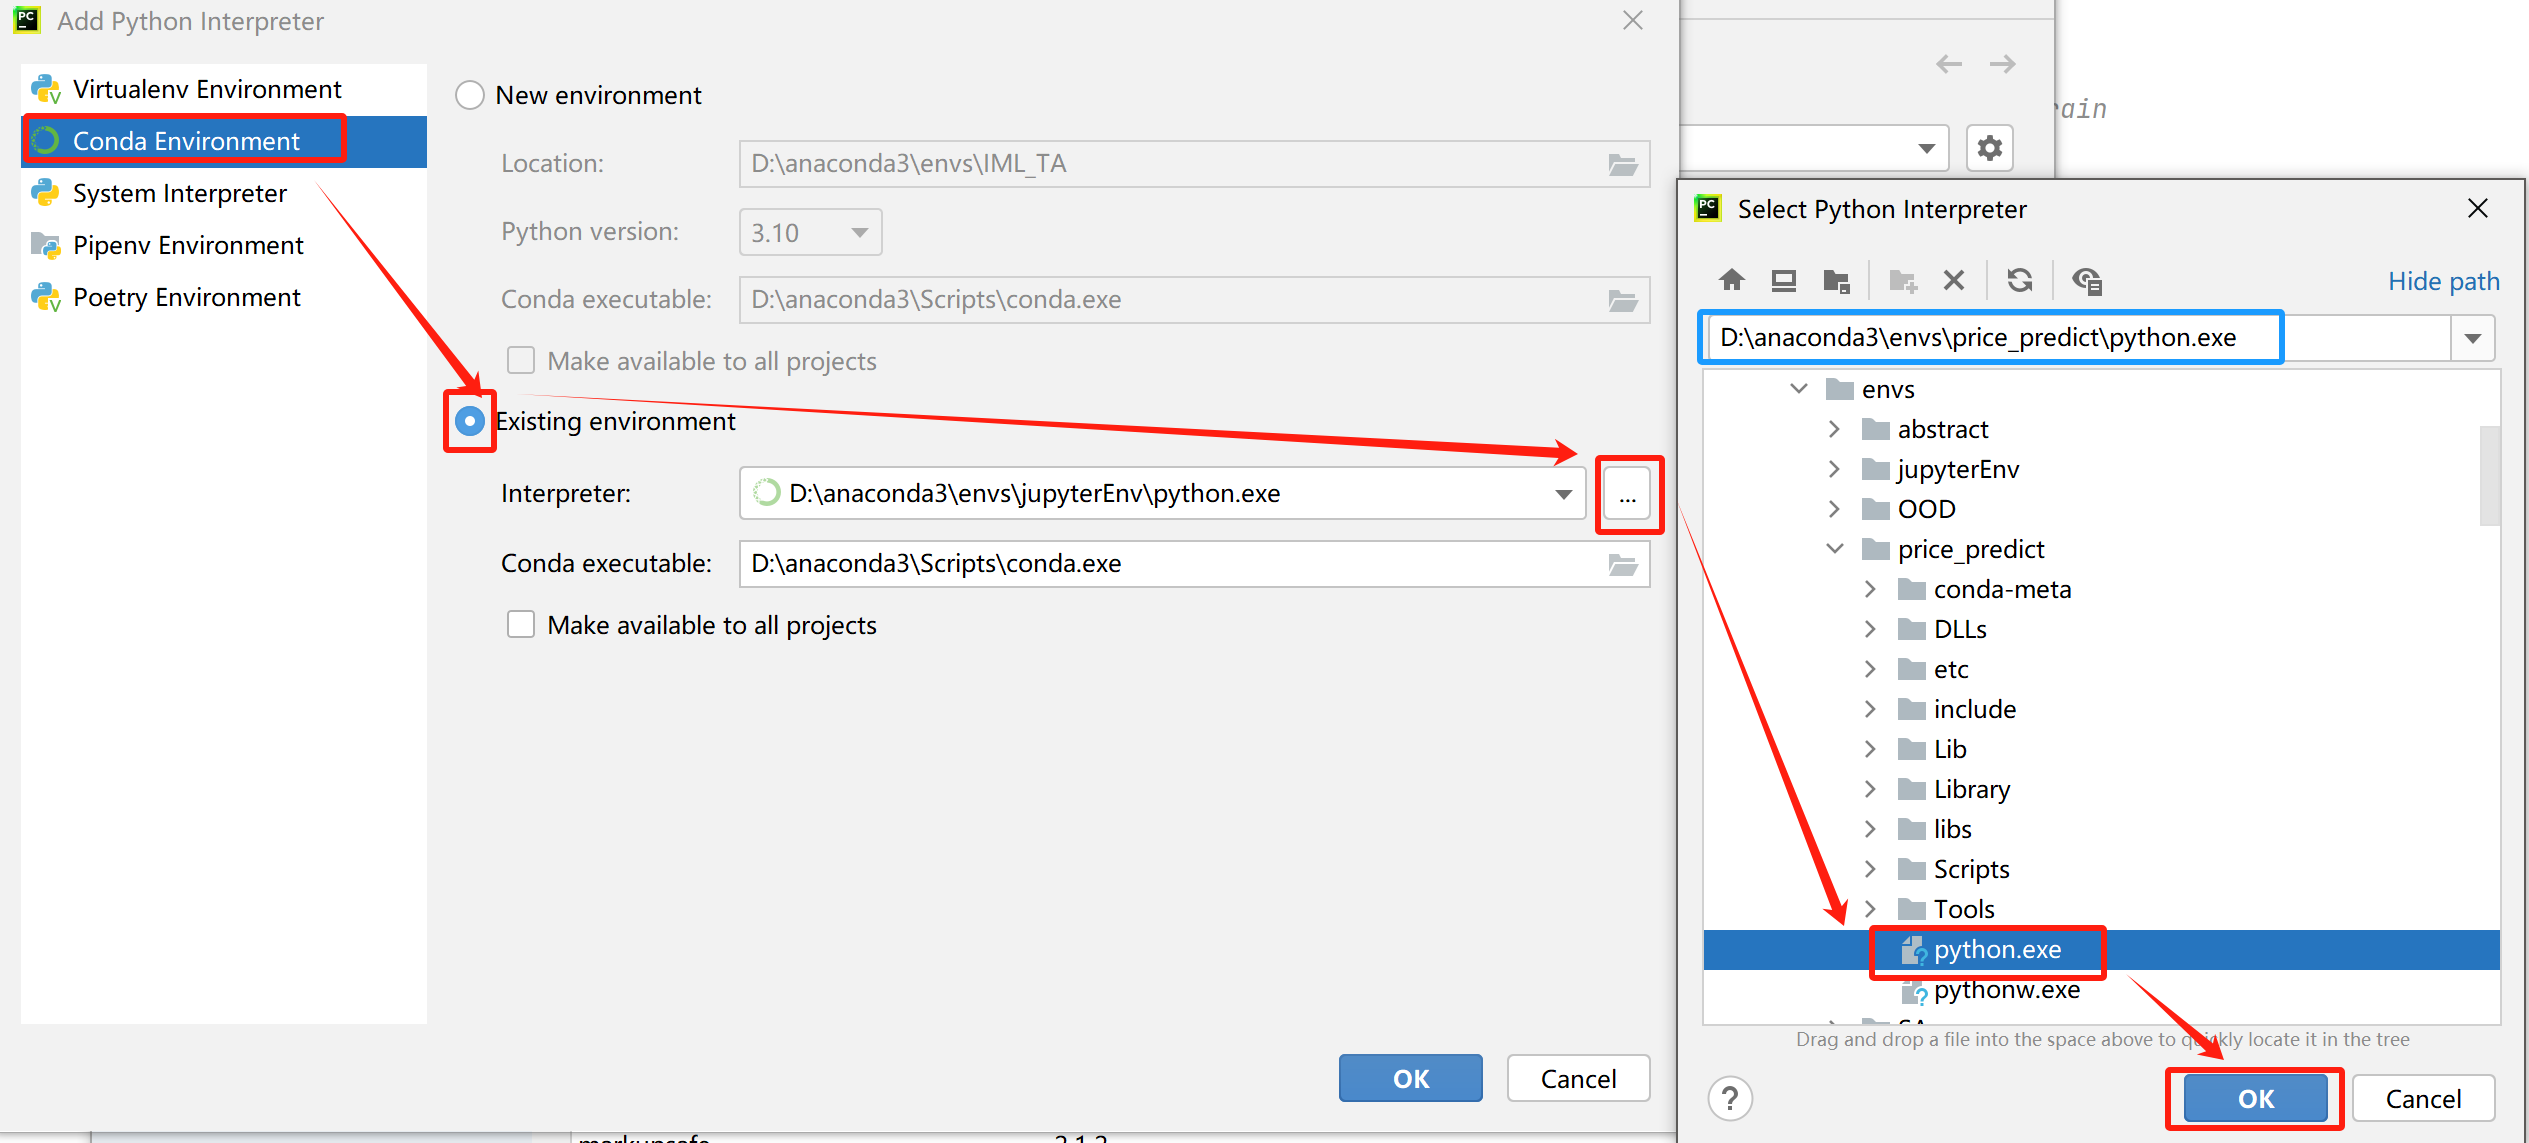 Add Python Interpreter
Virtualenv Environment
Conda Environment
System Interpreter
Pipenv Environment
Poetry Environment
New environment
Location: D:\anaconda3\envs\IML_TA
Python version: 3.10
Conda executable: D:\anaconda3\Scripts\conda.exe
Make available to all projects
Existing environment
Interpreter: D:\anaconda3\envs\jupyterEnv\python.exe ...
Conda executable: D:\anaconda3\Scripts\conda.exe
Make available to all projects
OK Cancel
Select Python Interpreter
Hide path
D:\anaconda3\envs\price_predict\python.exe
envs
abstract
jupyterEnv
OOD
price_predict
conda-meta
DLLs
etc
include
Lib
Library
libs
Scripts
Tools
python.exe
pythonw.exe
Drag and drop a file into the space above to quickly locate it in the tree
? OK Cancel